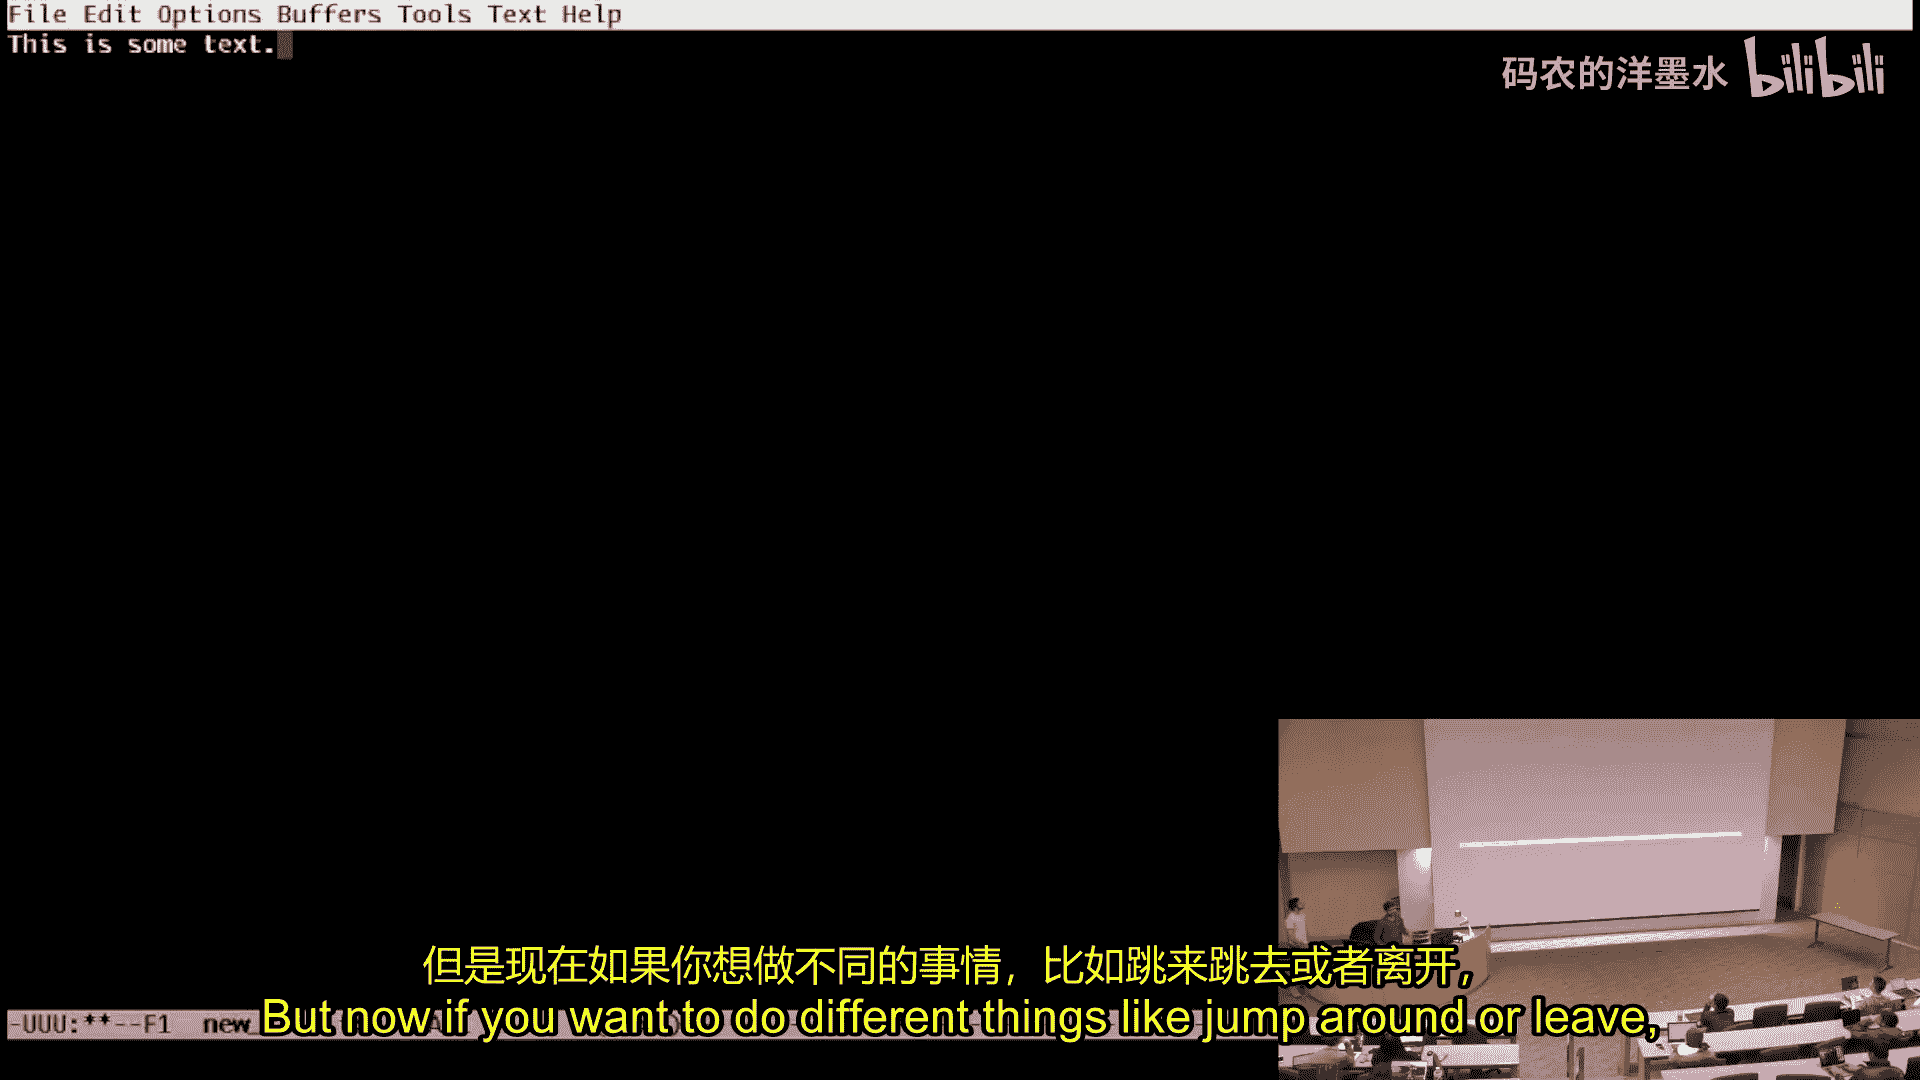 File Edit Options Buffers Tools Text Help
This is some text.
码农的洋墨水 bilibili
但是现在如果你想做不同的事情，比如跳来跳去或者离开，
-UUU:**--F1 new
But now if you want to do different things like jump around or leave,